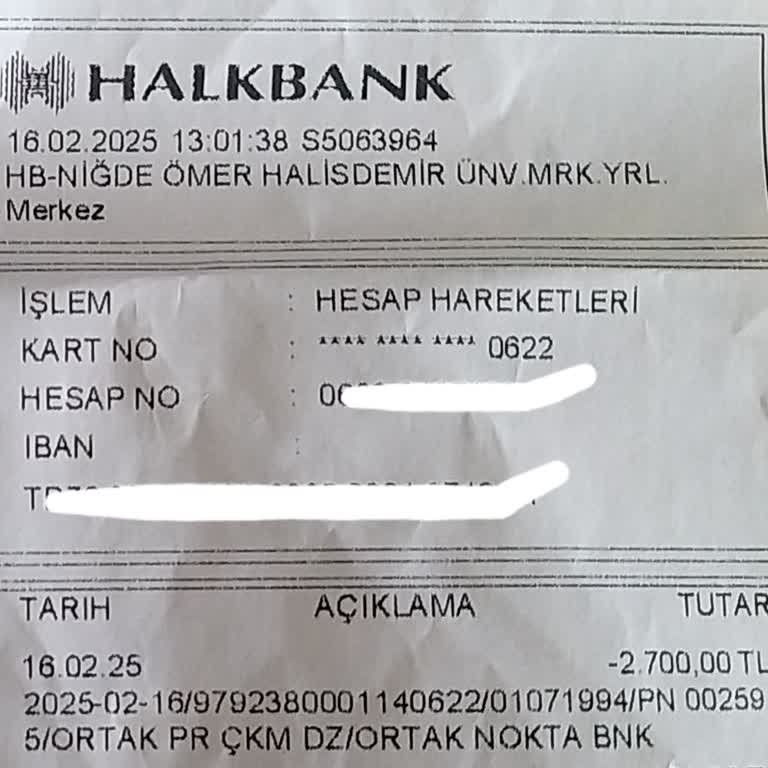 HALKBANK
16.02.2025 13:01:38 S5063964
HB-NİĞDE ÖMER HALİSDEMİR ÜNV.MRK.YRL.
Merkez
İŞLEM : HESAP HAREKETLERİ
KART NO : **** **** **** 0622
HESAP NO :
IBAN :
TARIH AÇIKLAMA TUTAR
16.02.25 -2.700,00 TL
2025-02-16/9792380001140622/01071994/PN 00259
5/ORTAK PR ÇKM DZ/ORTAK NOKTA BNK